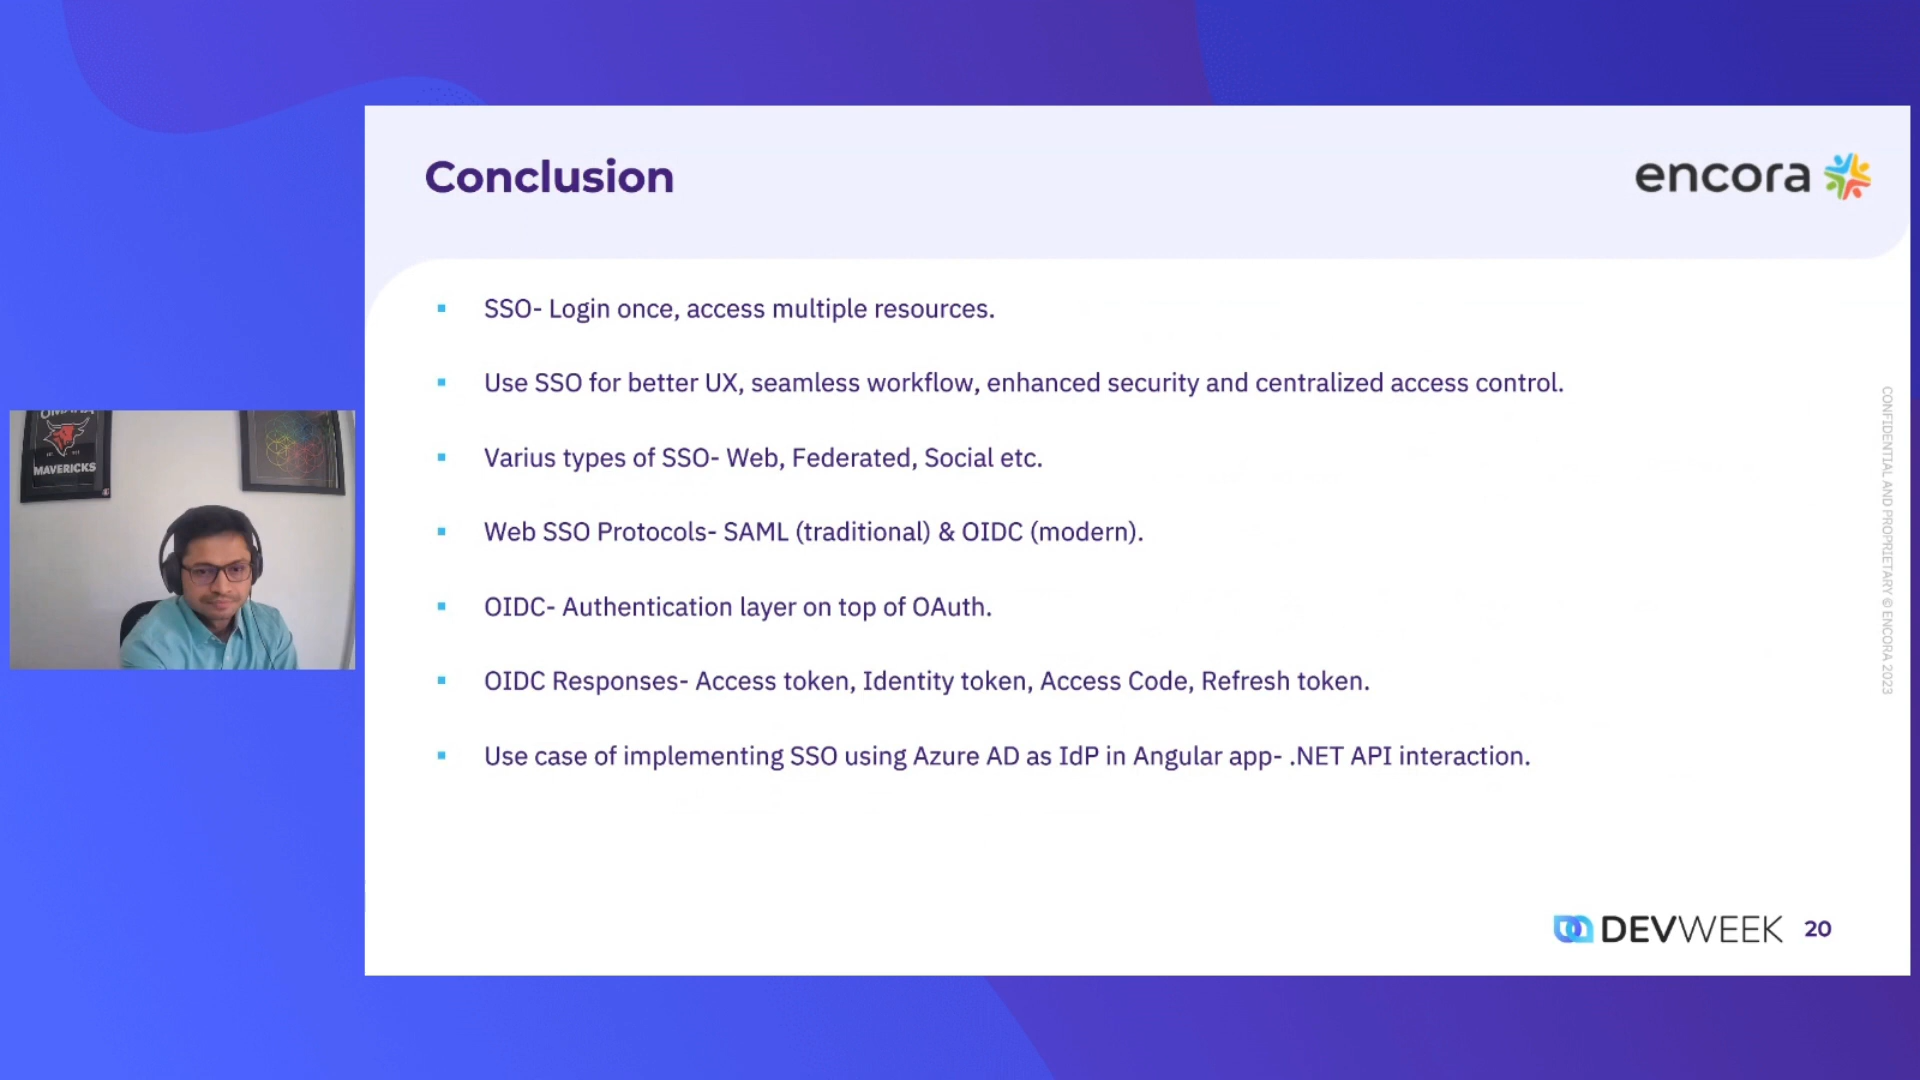 Conclusion
encora
SSO- Login once, access multiple resources.
Use SSO for better UX, seamless workflow, enhanced security and centralized access control.
Varius types of SSO- Web, Federated, Social etc.
Web SSO Protocols- SAML (traditional) & OIDC (modern).
OIDC- Authentication layer on top of OAuth.
OIDC Responses- Access token, Identity token, Access Code, Refresh token.
Use case of implementing SSO using Azure AD as IdP in Angular app- .NET API interaction.
CONFIDENTIAL AND PROPRIETARY © ENCORA 2023
DEVWEEK 20
OMAHA
MAVERICKS